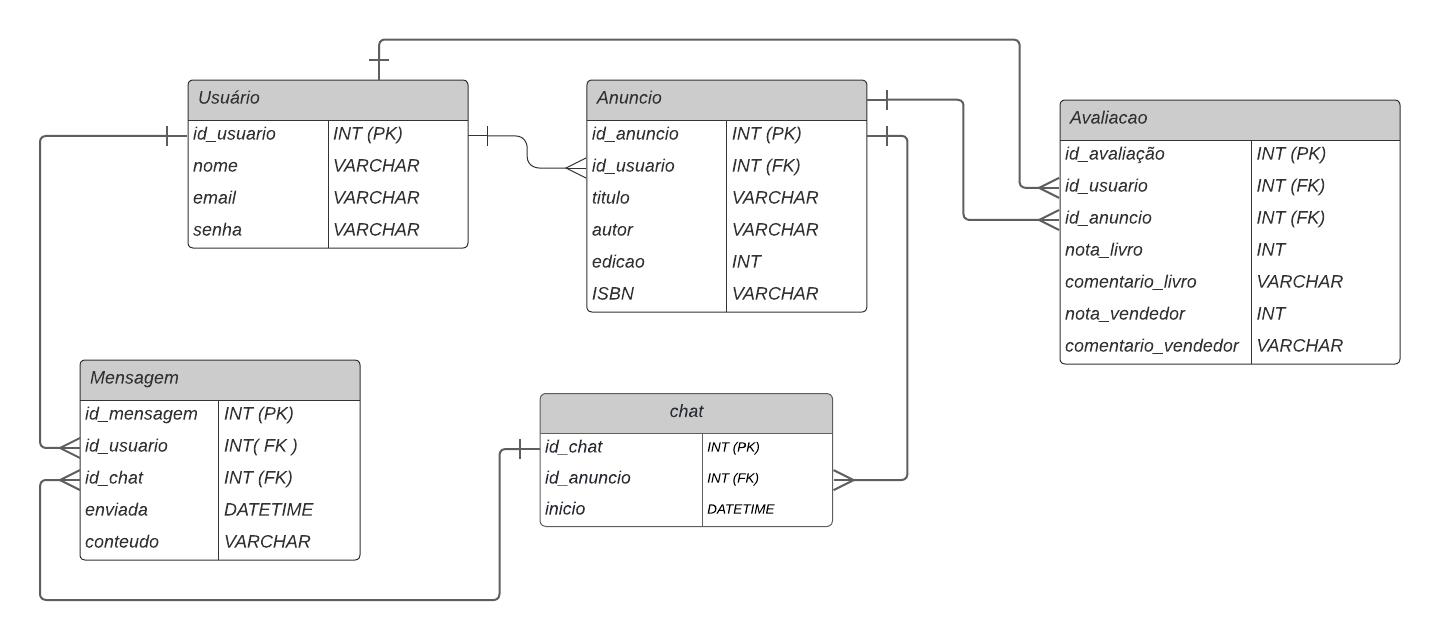 Usuário
id_usuario INT (PK)
nome VARCHAR
email VARCHAR
senha VARCHAR
Anuncio
id_anuncio INT (PK)
id_usuario INT (FK)
titulo VARCHAR
autor VARCHAR
edicao INT
ISBN VARCHAR
Avaliacao
id_avaliação INT (PK)
id_usuario INT (FK)
id_anuncio INT (FK)
nota_livro INT
comentario_livro VARCHAR
nota_vendedor INT
comentario_vendedor VARCHAR
Mensagem
id_mensagem INT (PK)
id_usuario INT( FK )
id_chat INT (FK)
enviada DATETIME
conteudo VARCHAR
chat
id_chat INT (PK)
id_anuncio INT (FK)
inicio DATETIME